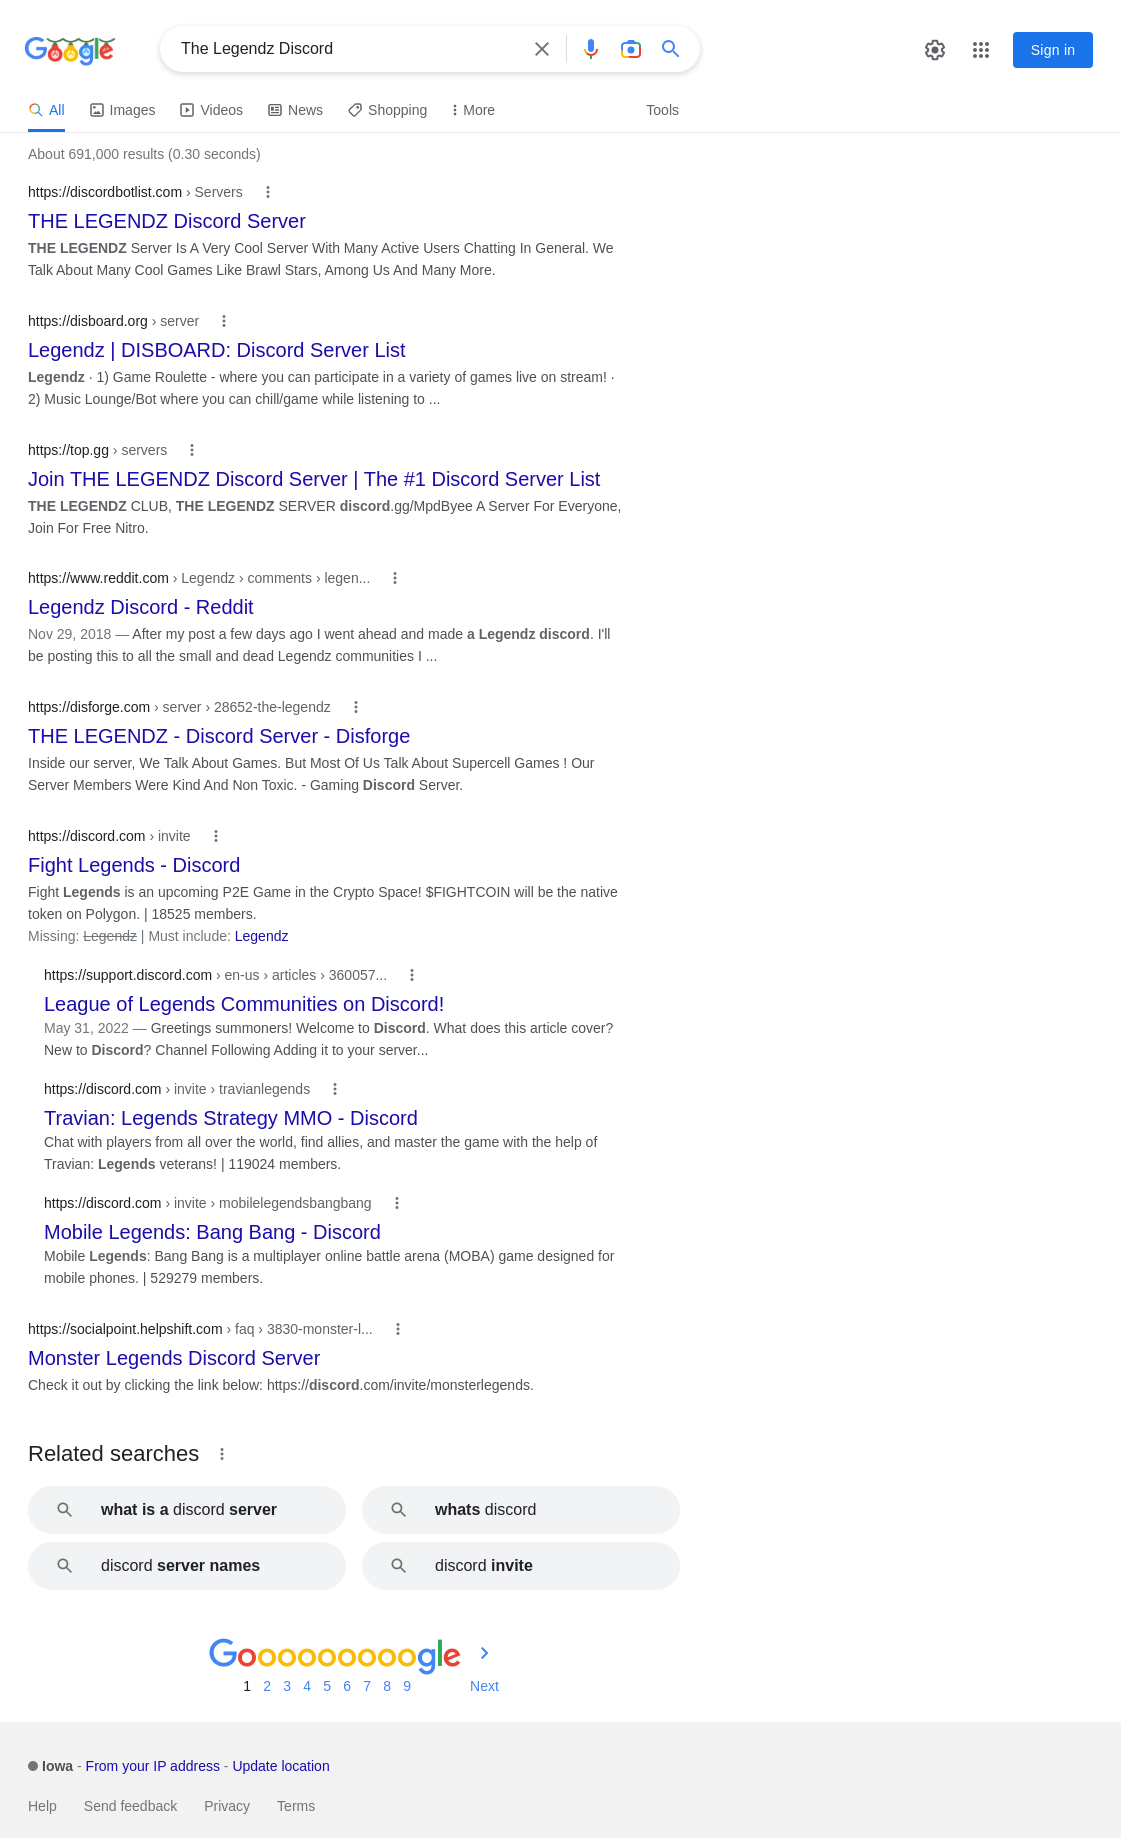 Google
The Legendz Discord
Sign in
All Images Videos News Shopping More Tools
About 691,000 results (0.30 seconds)
https://discordbotlist.com › Servers
THE LEGENDZ Discord Server
THE LEGENDZ Server Is A Very Cool Server With Many Active Users Chatting In General. We
Talk About Many Cool Games Like Brawl Stars, Among Us And Many More.
https://disboard.org › server
Legendz | DISBOARD: Discord Server List
Legendz · 1) Game Roulette - where you can participate in a variety of games live on stream! ·
2) Music Lounge/Bot where you can chill/game while listening to ...
https://top.gg › servers
Join THE LEGENDZ Discord Server | The #1 Discord Server List
THE LEGENDZ CLUB, THE LEGENDZ SERVER discord.gg/MpdByee A Server For Everyone,
Join For Free Nitro.
https://www.reddit.com › Legendz › comments › legen...
Legendz Discord - Reddit
Nov 29, 2018 — After my post a few days ago I went ahead and made a Legendz discord. I'll
be posting this to all the small and dead Legendz communities I ...
https://disforge.com › server › 28652-the-legendz
THE LEGENDZ - Discord Server - Disforge
Inside our server, We Talk About Games. But Most Of Us Talk About Supercell Games ! Our
Server Members Were Kind And Non Toxic. - Gaming Discord Server.
https://discord.com › invite
Fight Legends - Discord
Fight Legends is an upcoming P2E Game in the Crypto Space! $FIGHTCOIN will be the native
token on Polygon. | 18525 members.
Missing: Legendz | Must include: Legendz
https://support.discord.com › en-us › articles › 360057...
League of Legends Communities on Discord!
May 31, 2022 — Greetings summoners! Welcome to Discord. What does this article cover?
New to Discord? Channel Following Adding it to your server...
https://discord.com › invite › travianlegends
Travian: Legends Strategy MMO - Discord
Chat with players from all over the world, find allies, and master the game with the help of
Travian: Legends veterans! | 119024 members.
https://discord.com › invite › mobilelegendsbangbang
Mobile Legends: Bang Bang - Discord
Mobile Legends: Bang Bang is a multiplayer online battle arena (MOBA) game designed for
mobile phones. | 529279 members.
https://socialpoint.helpshift.com › faq › 3830-monster-l...
Monster Legends Discord Server
Check it out by clicking the link below: https://discord.com/invite/monsterlegends.
Related searches
what is a discord server
whats discord
discord server names
discord invite
Gooooooooogle
1 2 3 4 5 6 7 8 9 Next
Iowa - From your IP address - Update location
Help Send feedback Privacy Terms